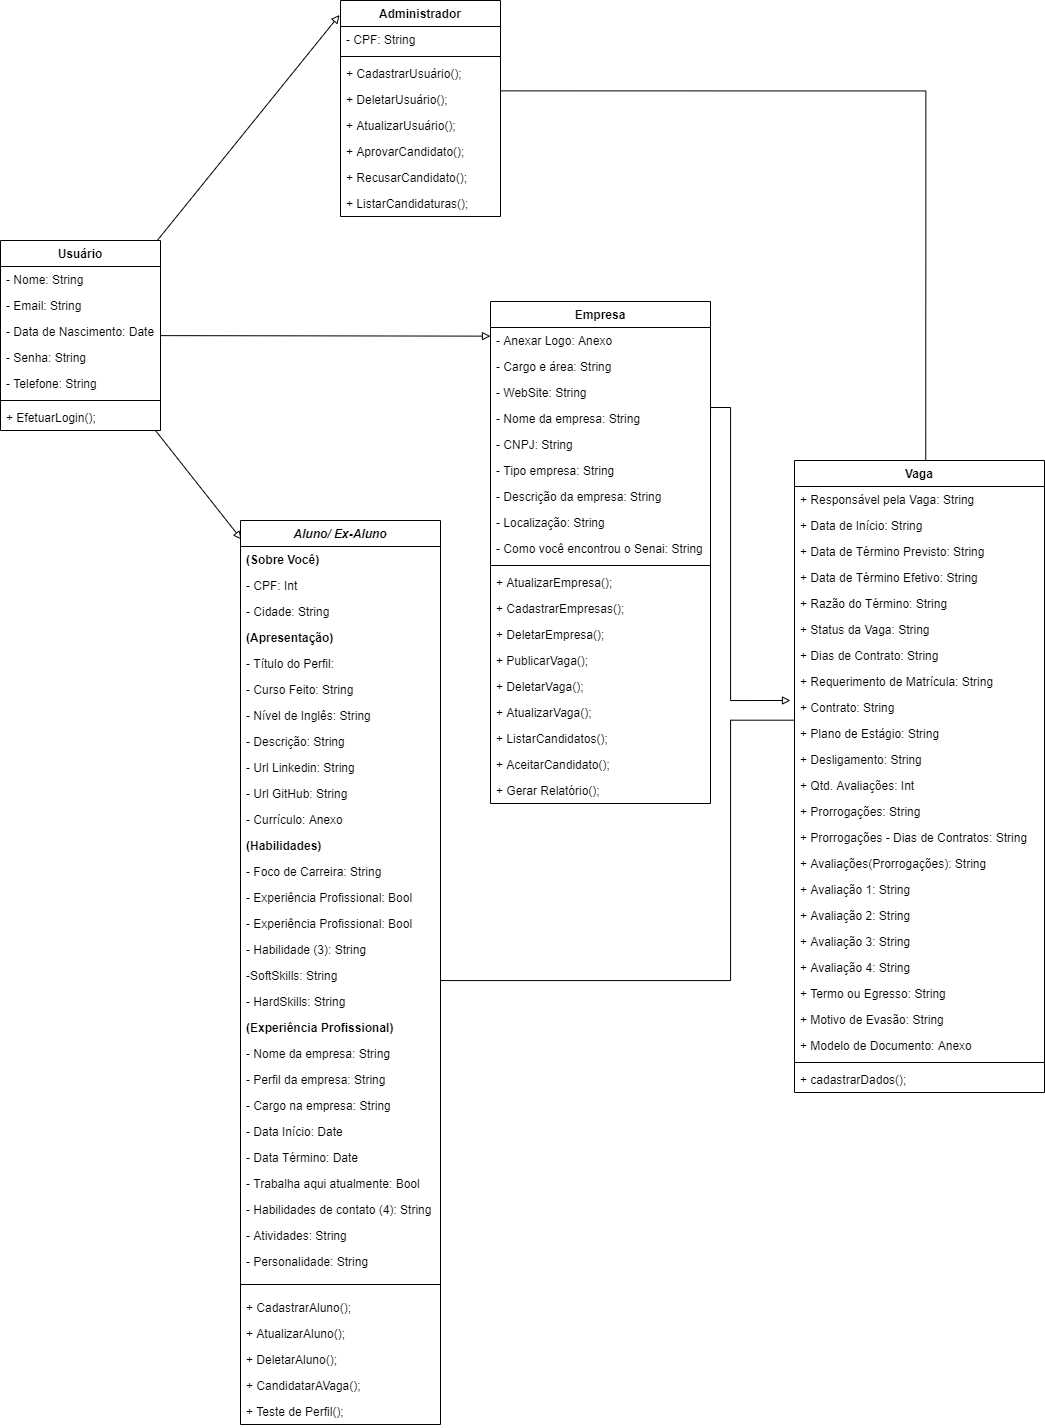 Administrador
- CPF: String
+ CadastrarUsuário();
+ DeletarUsuário();
+ AtualizarUsuário();
+ AprovarCandidato();
+ RecusarCandidato();
+ ListarCandidaturas();
Usuário
- Nome: String
- Email: String
- Data de Nascimento: Date
- Senha: String
- Telefone: String
+ EfetuarLogin();
Empresa
- Anexar Logo: Anexo
- Cargo e área: String
- WebSite: String
- Nome da empresa: String
- CNPJ: String
- Tipo empresa: String
- Descrição da empresa: String
- Localização: String
- Como você encontrou o Senai: String
+ AtualizarEmpresa();
+ CadastrarEmpresas();
+ DeletarEmpresa();
+ PublicarVaga();
+ DeletarVaga();
+ AtualizarVaga();
+ ListarCandidatos();
+ AceitarCandidato();
+ Gerar Relatório();
Aluno/ Ex-Aluno
(Sobre Você)
- CPF: Int
- Cidade: String
(Apresentação)
- Título do Perfil:
- Curso Feito: String
- Nível de Inglês: String
- Descrição: String
- Url Linkedin: String
- Url GitHub: String
- Currículo: Anexo
(Habilidades)
- Foco de Carreira: String
- Experiência Profissional: Bool
- Experiência Profissional: Bool
- Habilidade (3): String
-SoftSkills: String
- HardSkills: String
(Experiência Profissional)
- Nome da empresa: String
- Perfil da empresa: String
- Cargo na empresa: String
- Data Início: Date
- Data Término: Date
- Trabalha aqui atualmente: Bool
- Habilidades de contato (4): String
- Atividades: String
- Personalidade: String
+ CadastrarAluno();
+ AtualizarAluno();
+ DeletarAluno();
+ CandidatarAVaga();
+ Teste de Perfil();
Vaga
+ Responsável pela Vaga: String
+ Data de Início: String
+ Data de Término Previsto: String
+ Data de Término Efetivo: String
+ Razão do Término: String
+ Status da Vaga: String
+ Dias de Contrato: String
+ Requerimento de Matrícula: String
+ Contrato: String
+ Plano de Estágio: String
+ Desligamento: String
+ Qtd. Avaliações: Int
+ Prorrogações: String
+ Prorrogações - Dias de Contratos: String
+ Avaliações(Prorrogações): String
+ Avaliação 1: String
+ Avaliação 2: String
+ Avaliação 3: String
+ Avaliação 4: String
+ Termo ou Egresso: String
+ Motivo de Evasão: String
+ Modelo de Documento: Anexo
+ cadastrarDados();